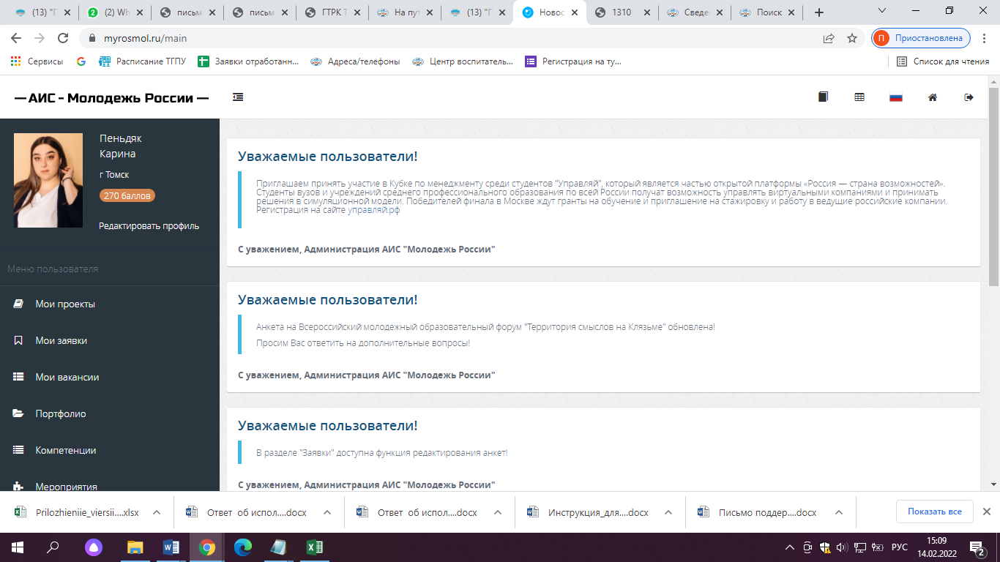 (13) "Г
(2) Wh
письм
письм
ГТРК Т
На пут
(13) "Г
Новос
1310
Сведе
Поиск
myrosmol.ru/main
П Приостановлена
Сервисы
Расписание ТГПУ
Заявки отработанн...
Адреса/телефоны
Центр воспитатель...
Регистрация на ту...
Список для чтения
— АИС - Молодежь России —
Пеньдяк
Карина
г Томск
270 баллов
Редактировать профиль
Меню пользователя
Мои проекты
Мои заявки
Мои вакансии
Портфолио
Компетенции
Мероприятия
Уважаемые пользователи!
Приглашаем принять участие в Кубке по менеджменту среди студентов "Управляй", который является частью открытой платформы «Россия — страна возможностей».
Студенты вузов и учреждений среднего профессионального образования по всей России получат возможность управлять виртуальными компаниями и принимать
решения в симуляционной модели. Победителей финала в Москве ждут гранты на обучение и приглашение на стажировку и работу в ведущие российские компании.
Регистрация на сайте управляй.рф
С уважением, Администрация АИС "Молодежь России"
Уважаемые пользователи!
Анкета на Всероссийский молодежный образовательный форум "Территория смыслов на Клязьме" обновлена!
Просим Вас ответить на дополнительные вопросы!
С уважением, Администрация АИС "Молодежь России"
Уважаемые пользователи!
В разделе "Заявки" доступна функция редактирования анкет!
С уважением, Администрация АИС "Молодежь России"
Prilozhieniie_viersii....xlsx
Ответ об испол....docx
Ответ об испол....docx
Инструкция_для....docx
Письмо поддер....docx
Показать все
РУС
15:09
14.02.2022
2